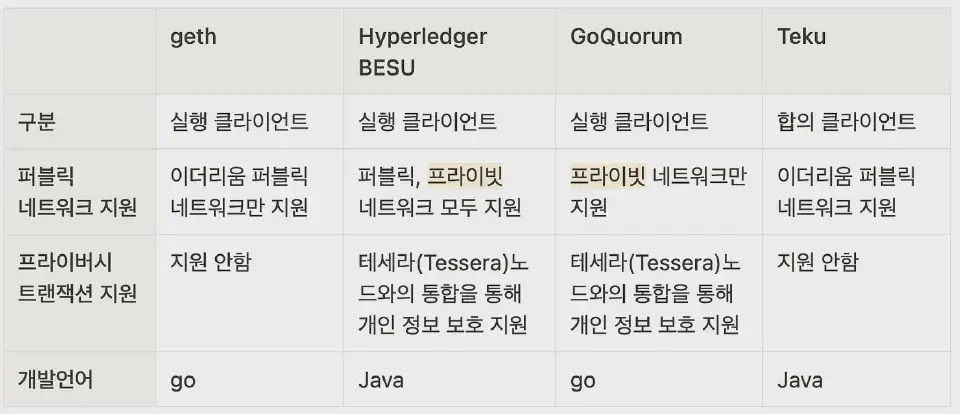 geth
Hyperledger
BESU
GoQuorum
Teku
구분
실행 클라이언트
실행 클라이언트
실행 클라이언트
합의 클라이언트
퍼블릭
네트워크 지원
이더리움 퍼블릭
네트워크만 지원
퍼블릭, 프라이빗
네트워크 모두 지원
프라이빗 네트워크만
지원
이더리움 퍼블릭
네트워크 지원
프라이버시
트랜잭션 지원
지원 안함
테세라(Tessera)노
드와의 통합을 통해
개인 정보 보호 지원
테세라(Tessera)노
드와의 통합을 통해
개인 정보 보호 지원
지원 안함
개발언어
go
Java
go
Java